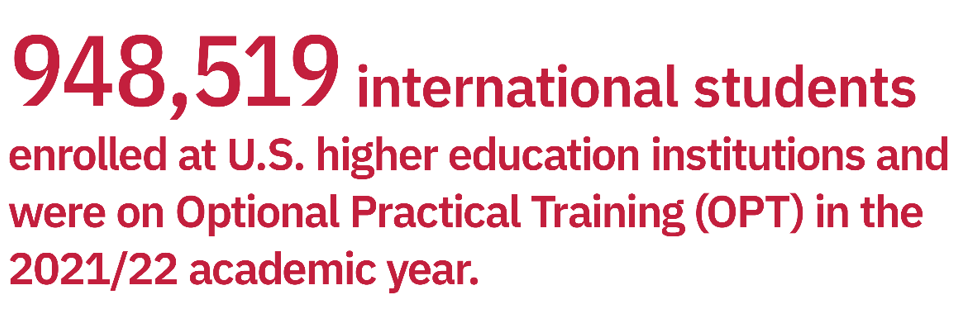 948,519 international students
enrolled at U.S. higher education institutions and
were on Optional Practical Training (OPT) in the
2021/22 academic year.